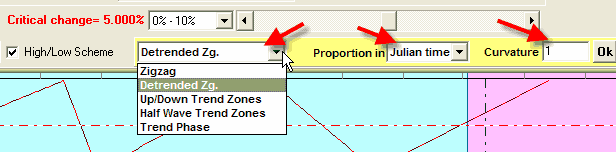 Critical change= 5.000% 0% - 10%
High/Low Scheme Detrended Zg. Proportion in Julian time Curvature 1 Ok
Zigzag
Detrended Zg.
Up/Down Trend Zones
Half Wave Trend Zones
Trend Phase